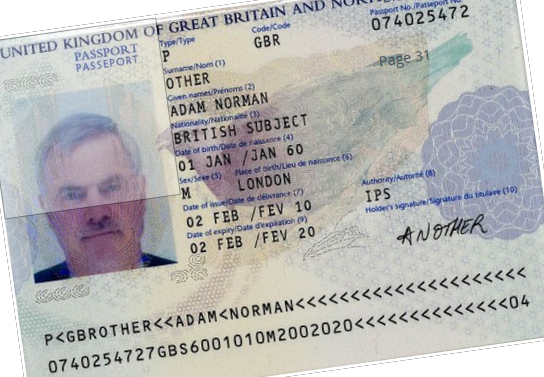 UNITED KINGDOM OF GREAT BRITAIN AND NORT
PASSPORT
PASSEPORT
Type/Type
P
Code/Code
GBR
Passport No./Passeport No.
074025472
Surname/Nom (1)
OTHER
Page 31
Given names/Prénoms (2)
ADAM NORMAN
Nationality/Nationalité (3)
BRITISH SUBJECT
Date of birth/Date de naissance (4)
01 JAN /JAN 60
Sex/Sexe (5)
M
Place of birth/Lieu de naissance (6)
LONDON
Date of issue/Date de délivrance (7)
02 FEB /FEV 10
Authority/Autorité (8)
IPS
Date of expiry/Date d'expiration (9)
02 FEB /FEV 20
Holder's signature/Signature du titulaire (10)
ANOTHER
P<GBROTHER<<ADAM<NORMAN<<<<<<<<<<<<<<<<<<<<<
0740254727GBS6001010M2002020<<<<<<<<<<<<<<04